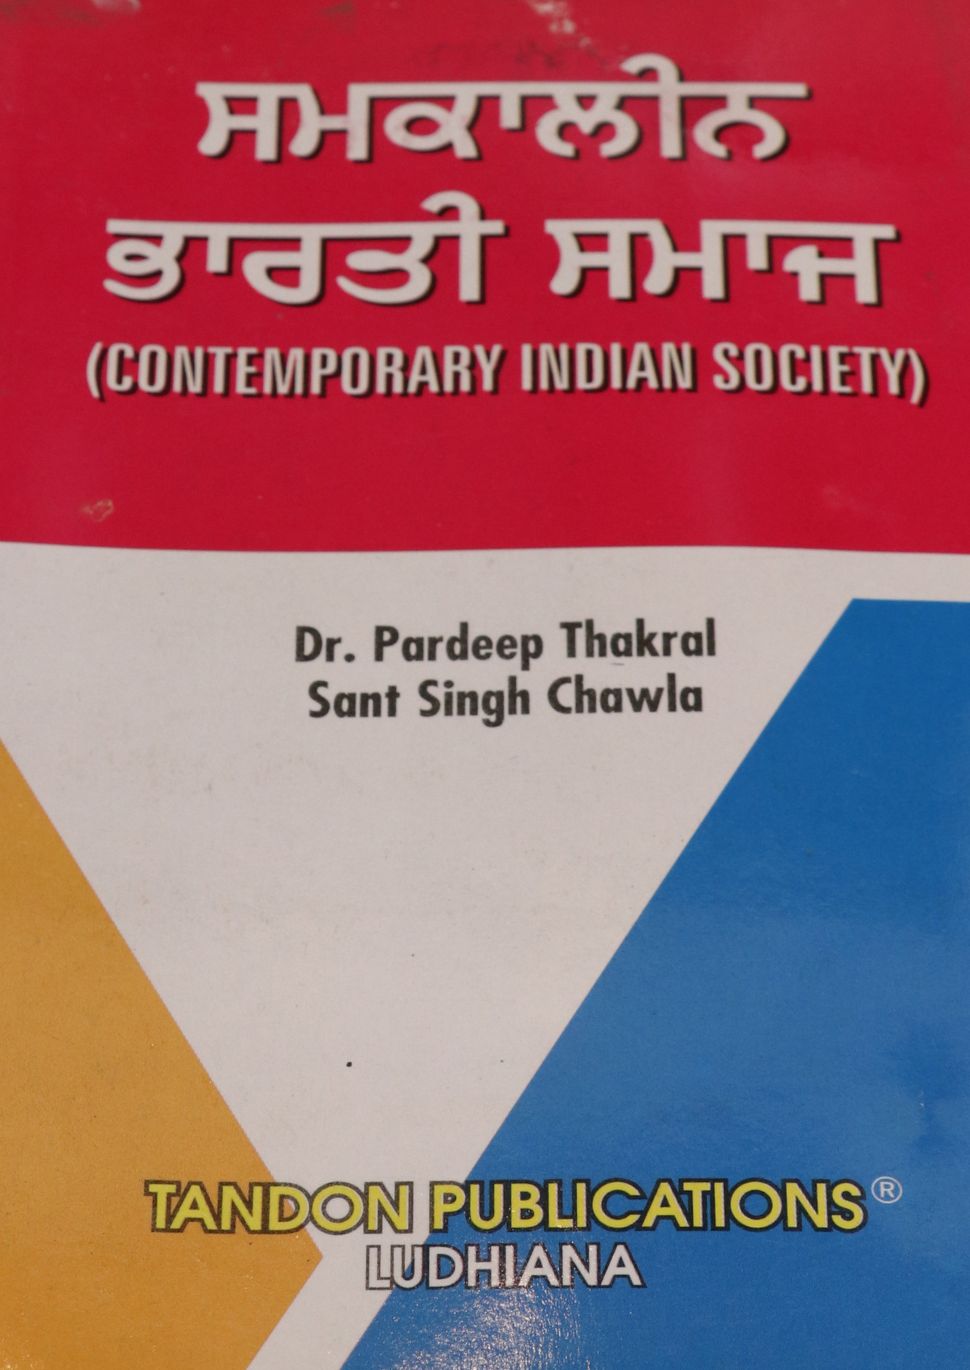 ਸਮਕਾਲੀਨ
ਭਾਰਤੀ ਸਮਾਜ
(CONTEMPORARY INDIAN SOCIETY)
Dr. Pardeep Thakral
Sant Singh Chawla
TANDON PUBLICATIONS®
LUDHIANA